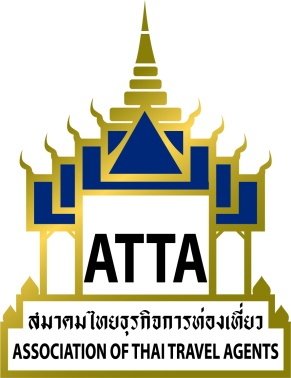 ATTA
สมาคมไทยธุรกิจการท่องเที่ยว
ASSOCIATION OF THAI TRAVEL AGENTS